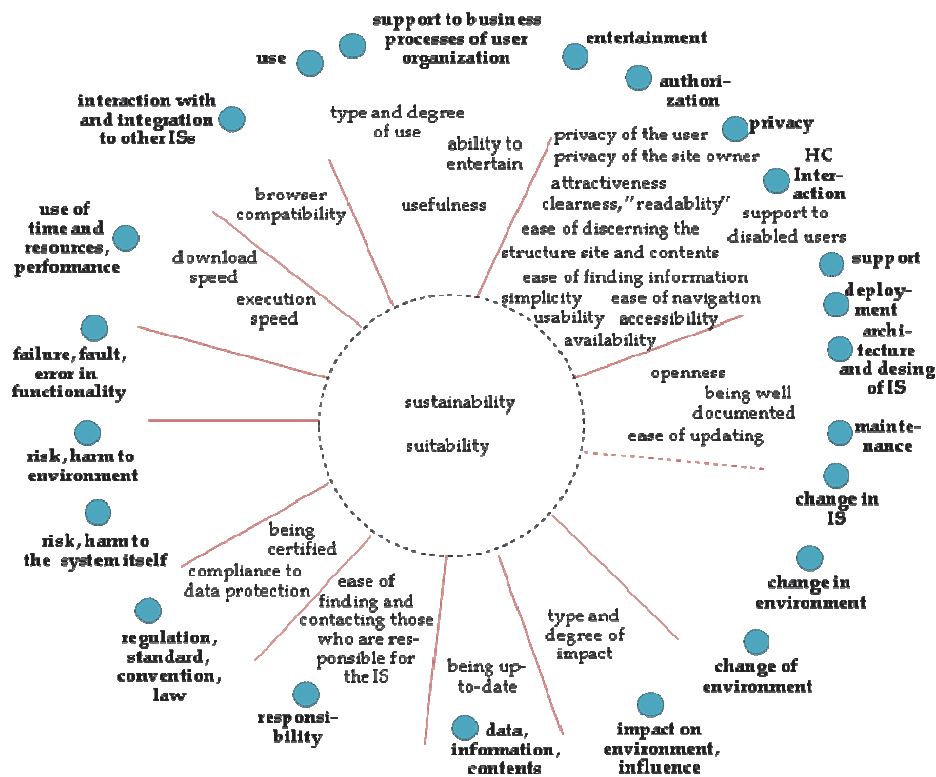 support to business
processes of user
organization
use
entertainment
authori-
zation
interaction with
and integration
to other ISs
type and degree
of use
ability to
entertain
privacy of the user
privacy
privacy of the site owner
HC
Inter-
action
attractiveness
clearness, "readablity"
browser
compatibility
usefulness
support to
disabled users
use of
time and
resources,
performance
ease of discerning the
structure site and contents
download
speed
support
ease of finding information
execution
speed
simplicity
ease of navigation
usability
accessibility
availability
deploy-
ment
archi-
tecture
and desing
of IS
failure, fault,
error in
functionality
openness
being well
documented
ease of updating
sustainability
suitability
mainte-
nance
risk, harm to
environment
change in
IS
risk, harm to
the system itself
being
certified
compliance to
data protection
ease of
finding and
contacting those
who are res-
ponsible for
the IS
type and
degree of
impact
change in
environment
regulation,
standard,
convention,
law
being up-
to-date
change of
environment
responsi-
bility
data,
information,
contents
impact on
environment,
influence